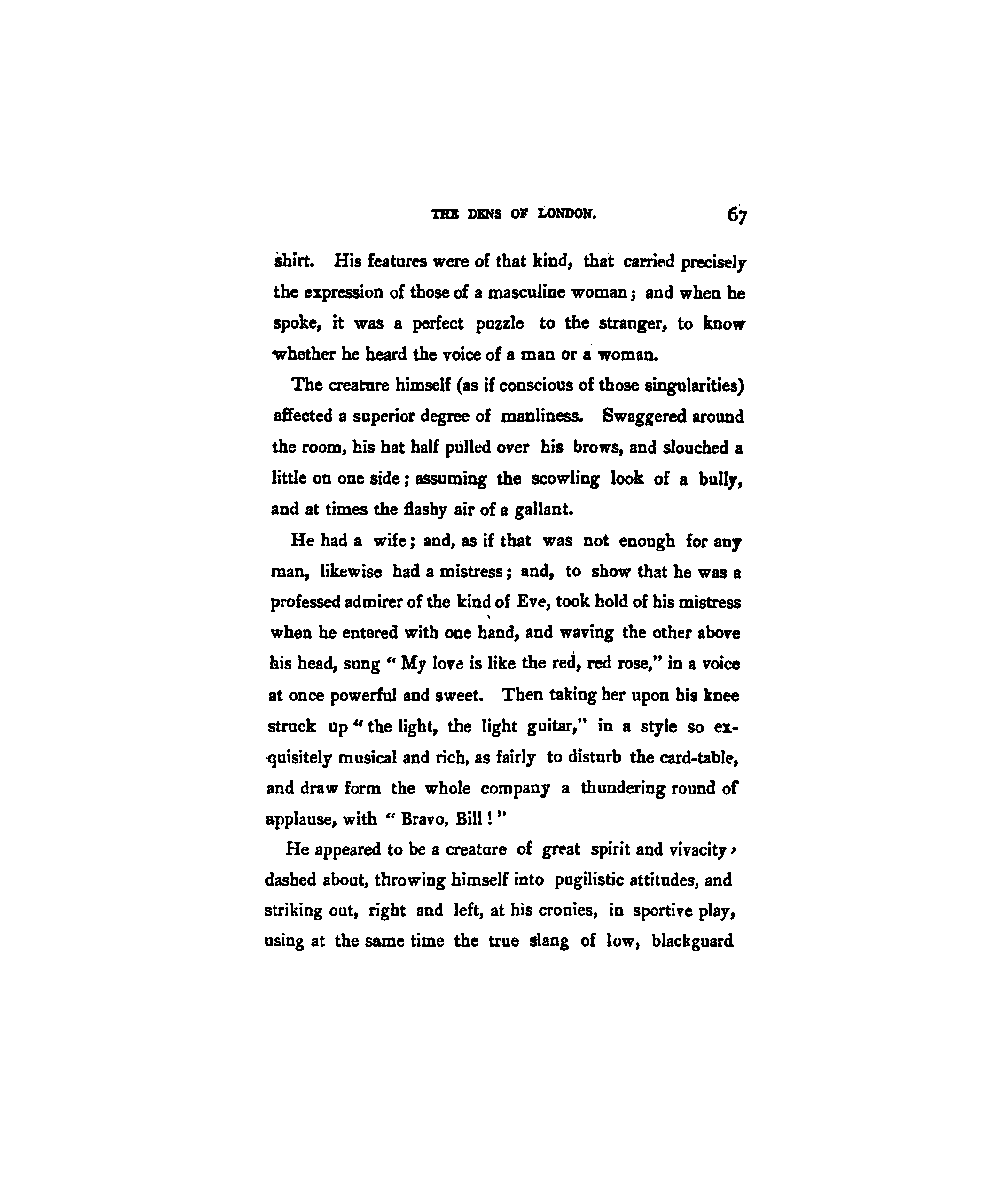 THE DENS OF LONDON. 67
shirt. His features were of that kind, that carried precisely
the expression of those of a masculine woman; and when he
spoke, it was a perfect puzzle to the stranger, to know
whether he heard the voice of a man or a woman.
The creature himself (as if conscious of those singularities)
affected a superior degree of manliness. Swaggered around
the room, his hat half pulled over his brows, and slouched a
little on one side; assuming the scowling look of a bully,
and at times the flashy air of a gallant.
He had a wife; and, as if that was not enough for any
man, likewise had a mistress; and, to show that he was a
professed admirer of the kind of Eve, took hold of his mistress
when he entered with one hand, and waving the other above
his head, sung "My love is like the red, red rose," in a voice
at once powerful and sweet. Then taking her upon his knee
struck up "the light, the light guitar," in a style so ex-
quisitely musical and rich, as fairly to disturb the card-table,
and draw form the whole company a thundering round of
applause, with "Bravo, Bill!"
He appeared to be a creature of great spirit and vivacity,
dashed about, throwing himself into pugilistic attitudes, and
striking out, right and left, at his cronies, in sportive play,
using at the same time the true slang of low, blackguard